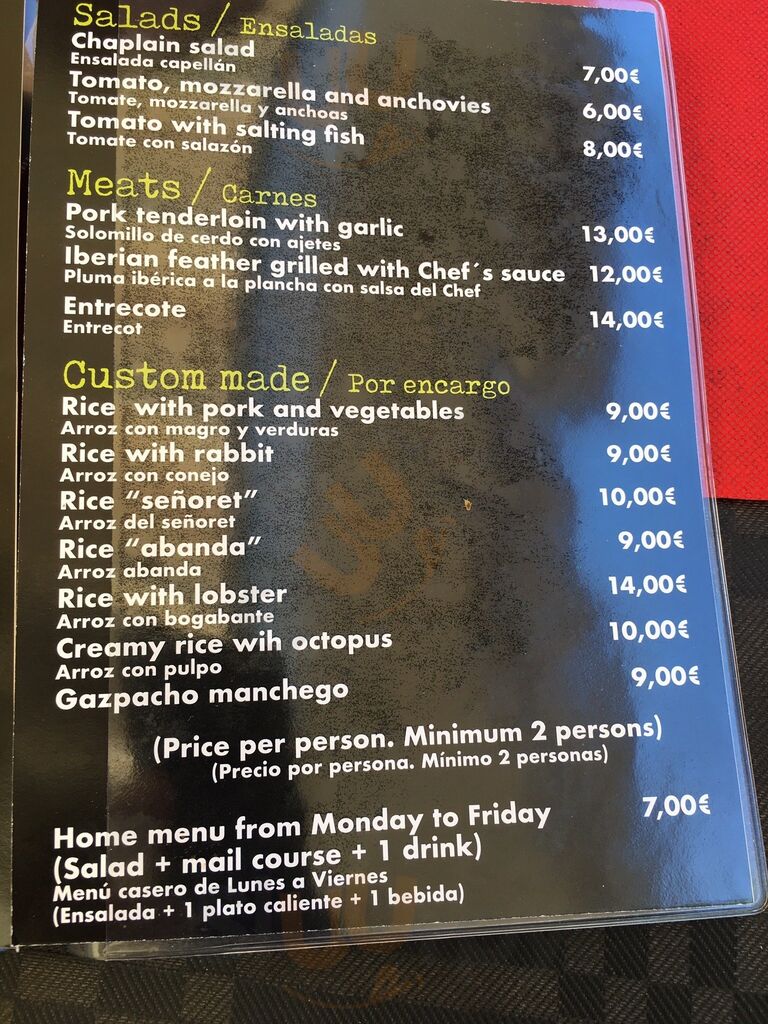 Salads / Ensaladas
Chaplain salad 7,00€
Ensalada capellán
Tomato, mozzarella and anchovies 6,00€
Tomate, mozzarella y anchoas
Tomato with salting fish 8,00€
Tomate con salazón
Meats / Carnes
Pork tenderloin with garlic 13,00€
Solomillo de cerdo con ajetes
Iberian feather grilled with Chef´s sauce 12,00€
Pluma ibérica a la plancha con salsa del Chef
Entrecote 14,00€
Entrecot
Custom made / Por encargo
Rice with pork and vegetables 9,00€
Arroz con magro y verduras
Rice with rabbit 9,00€
Arroz con conejo
Rice “señoret” 10,00€
Arroz del señoret
Rice “abanda” 9,00€
Arroz abanda
Rice with lobster 14,00€
Arroz con bogabante
Creamy rice wih octopus 10,00€
Arroz con pulpo
Gazpacho manchego 9,00€
(Price per person. Minimum 2 persons)
(Precio por persona. Mínimo 2 personas)
Home menu from Monday to Friday 7,00€
(Salad + mail course + 1 drink)
Menú casero de Lunes a Viernes
(Ensalada + 1 plato caliente + 1 bebida)